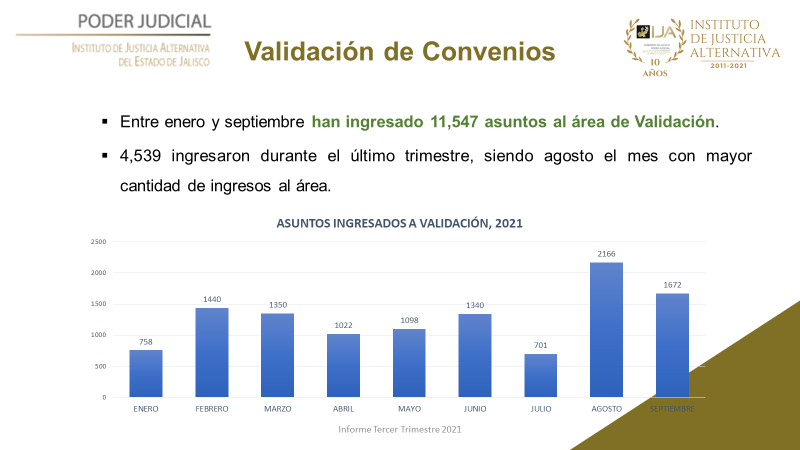 PODER JUDICIAL
INSTITUTO DE JUSTICIA ALTERNATIVA
DEL ESTADO DE JALISCO
Validación de Convenios
IJA
10
AÑOS
INSTITUTO
DE JUSTICIA
ALTERNATIVA
2011-2021
Entre enero y septiembre han ingresado 11,547 asuntos al área de Validación.
4,539 ingresaron durante el último trimestre, siendo agosto el mes con mayor
cantidad de ingresos al área.
ASUNTOS INGRESADOS A VALIDACIÓN, 2021
2500
2000
1500
1000
500
0
758
1440
1350
1022
1098
1340
701
2166
1672
ENERO
FEBRERO
MARZO
ABRIL
MAYO
JUNIO
JULIO
AGOSTO
SEPTIEMBRE
Informe Tercer Trimestre 2021